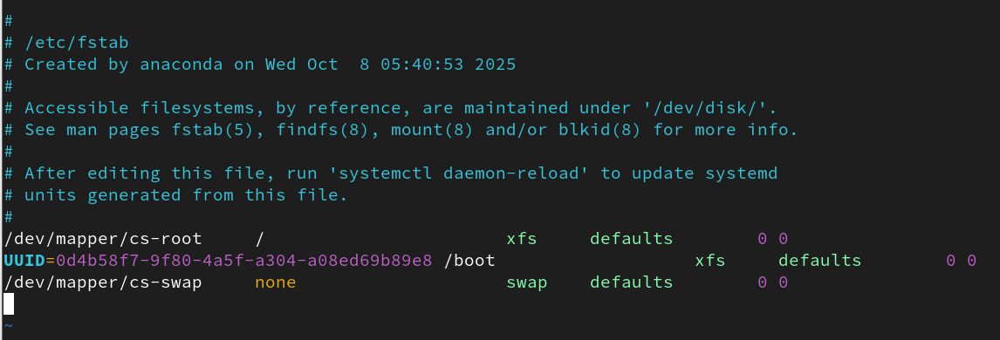 #
# /etc/fstab
# Created by anaconda on Wed Oct  8 05:40:53 2025
#
# Accessible filesystems, by reference, are maintained under '/dev/disk/'.
# See man pages fstab(5), findfs(8), mount(8) and/or blkid(8) for more info.
#
# After editing this file, run 'systemctl daemon-reload' to update systemd
# units generated from this file.
#
/dev/mapper/cs-root     /                       xfs     defaults        0 0
UUID=0d4b58f7-9f80-4a5f-a304-a08ed69b89e8 /boot                   xfs     defaults        0 0
/dev/mapper/cs-swap     none                    swap    defaults        0 0
~